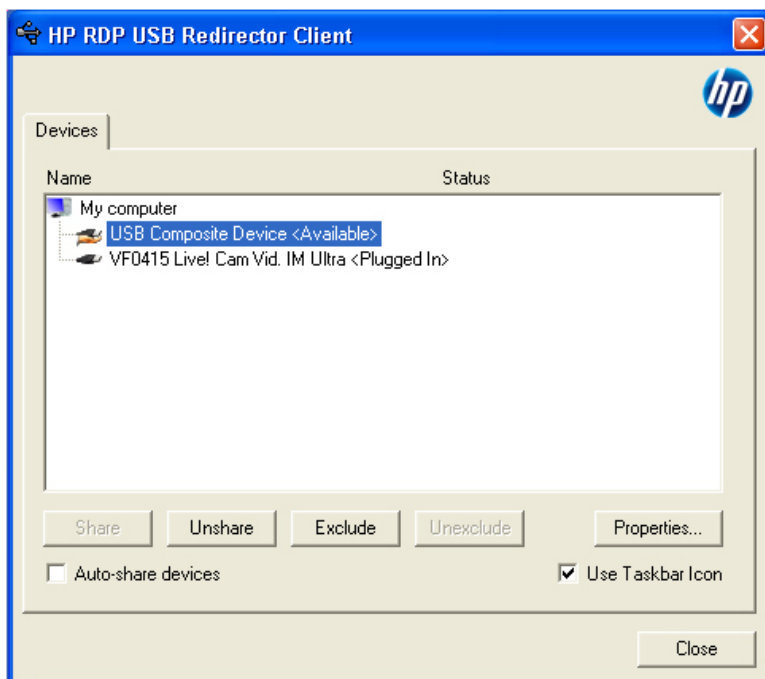 HP RDP USB Redirector Client
hp
Devices
Name Status
My computer
USB Composite Device <Available>
VF0415 Live! Cam Vid. IM Ultra <Plugged In>
Share Unshare Exclude Unexclude Properties...
Auto-share devices Use Taskbar Icon
Close